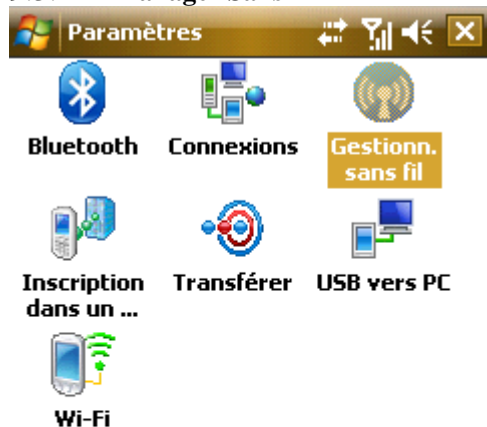 Paramètres
Bluetooth
Connexions
Gestionn.
sans fil
Inscription
dans un ...
Transférer
USB vers PC
Wi-Fi